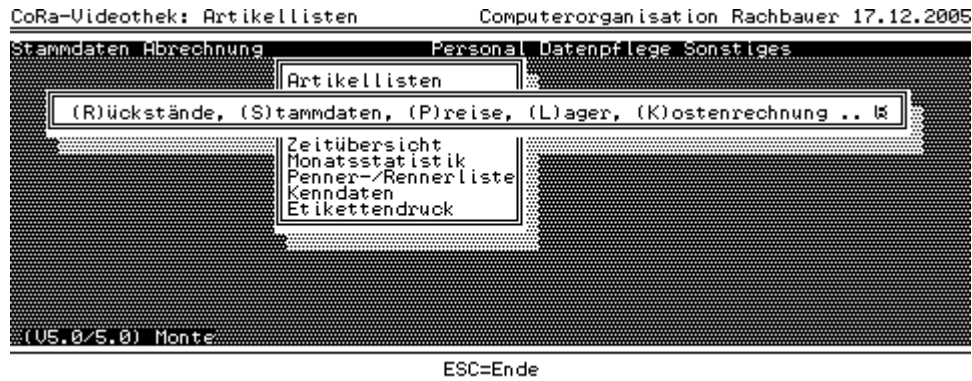 CoRa-Videothek: Artikellisten Computerorganisation Rachbauer 17.12.2005
Stammdaten Abrechnung Personal Datenpflege Sonstiges
Artikellisten
(R)ückstände, (S)tammdaten, (P)reise, (L)ager, (K)ostenrechnung ..
Zeitübersicht
Monatsstatistik
Penner-/Rennerliste
Kenndaten
Etikettendruck
(V5.0/5.0) Monte
ESC=Ende